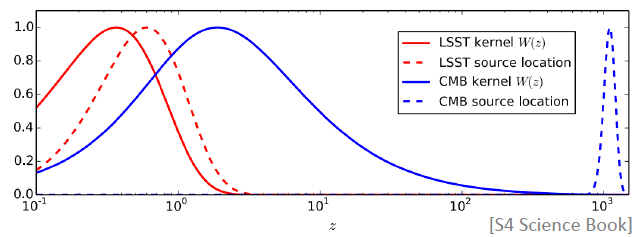 1.0
0.8
0.6
0.4
0.2
0.0
10⁻¹ 10⁰ 10¹ 10² 10³
z
LSST kernel W(z)
LSST source location
CMB kernel W(z)
CMB source location
[S4 Science Book]